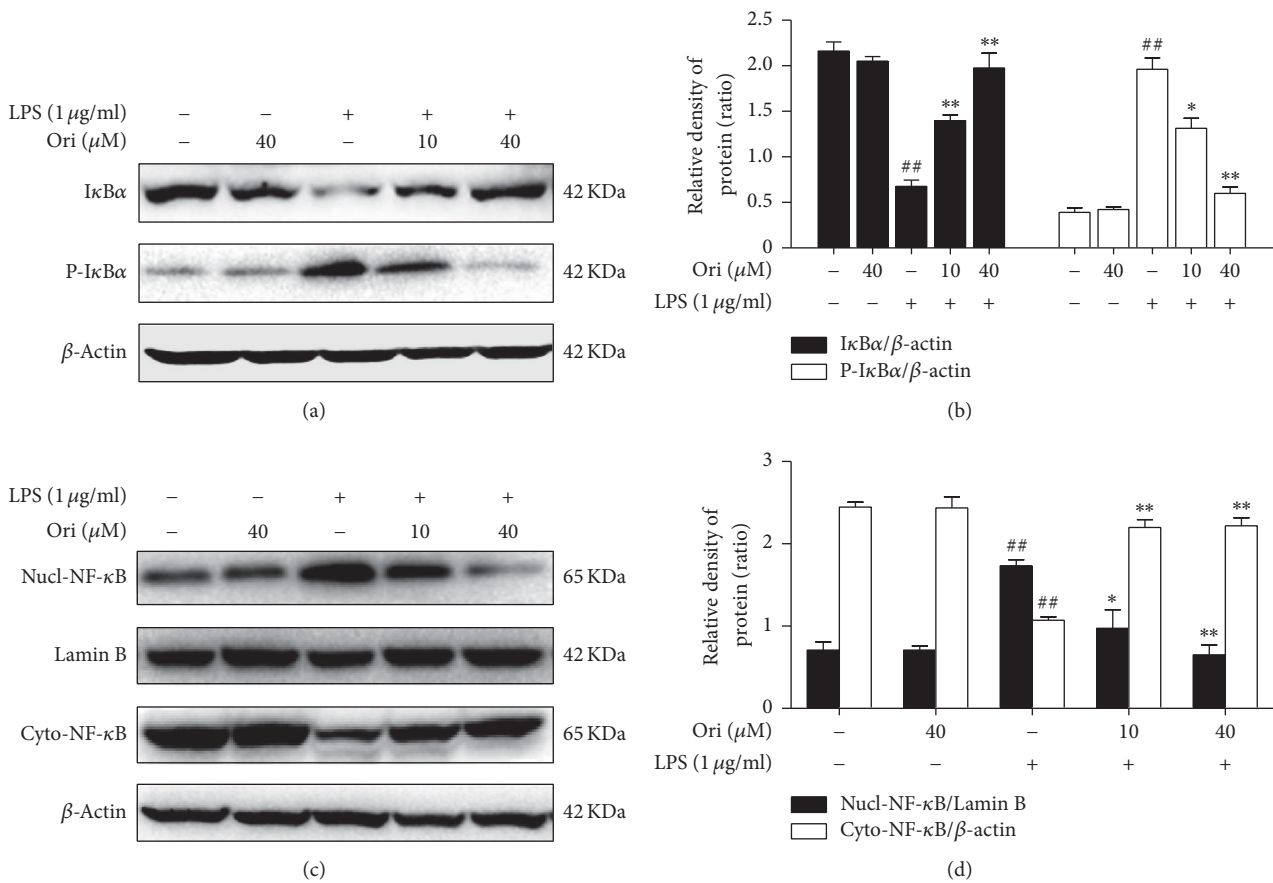 LPS (1 μg/ml) – – + + +
Ori (μM) – 40 – 10 40
IκBα 42 KDa
P-IκBα 42 KDa
β-Actin 42 KDa
(a)
Relative density of
protein (ratio)
2.5
2.0
1.5
1.0
0.5
0
## ** ** ## * **
Ori (μM) – 40 – 10 40 – 40 – 10 40
LPS (1 μg/ml) – – + + + – – + + +
IκBα/β-actin
P-IκBα/β-actin
(b)
LPS (1 μg/ml) – – + + +
Ori (μM) – 40 – 10 40
Nucl-NF-κB 65 KDa
Lamin B 42 KDa
Cyto-NF-κB 65 KDa
β-Actin 42 KDa
(c)
Relative density of
protein (ratio)
3
2
1
0
## ## * ** ** **
Ori (μM) – 40 – 10 40
LPS (1 μg/ml) – – + + +
Nucl-NF-κB/Lamin B
Cyto-NF-κB/β-actin
(d)